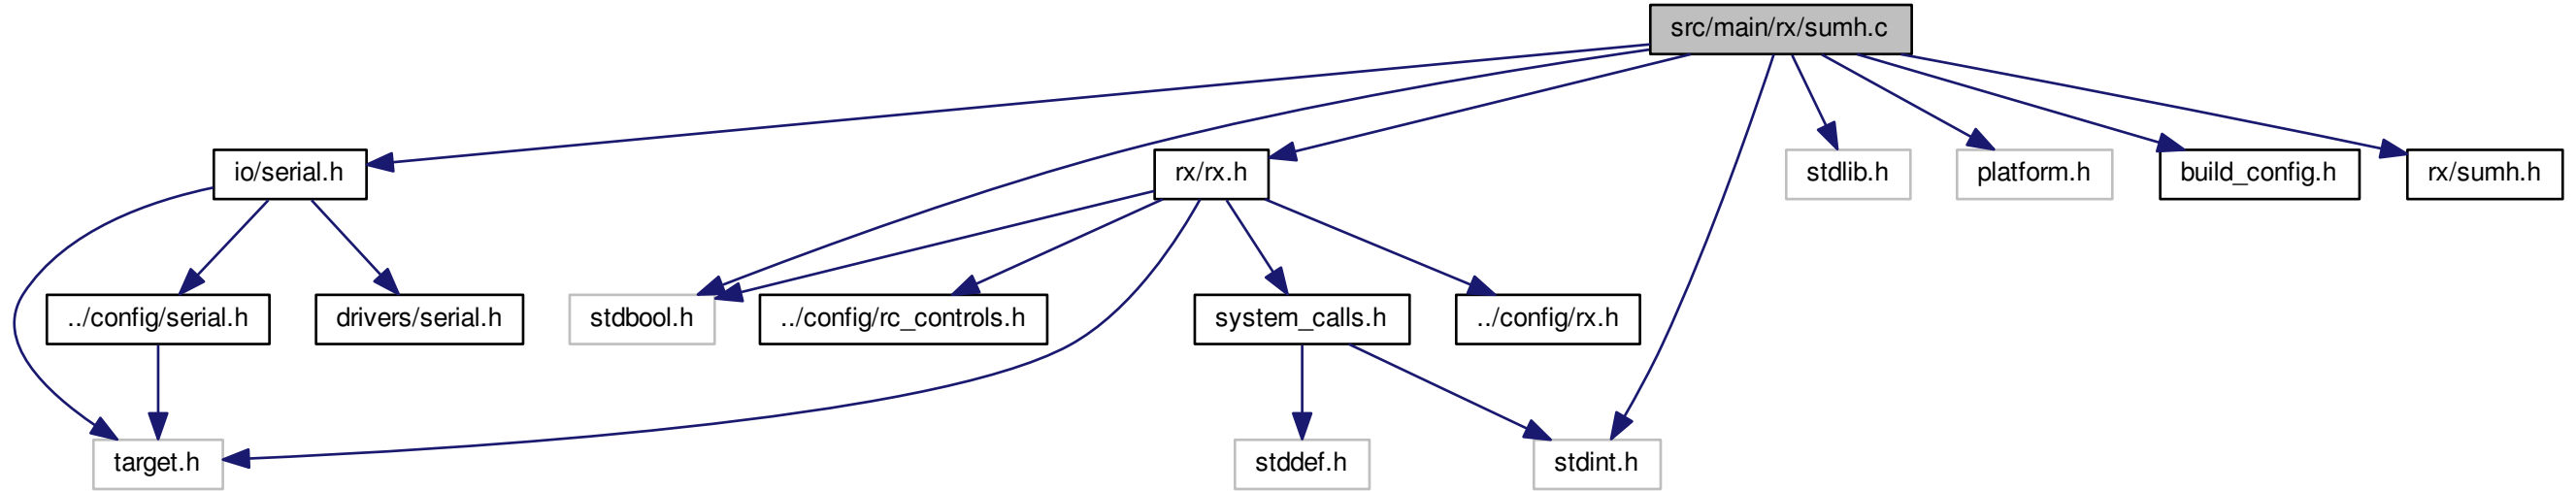 src/main/rx/sumh.c
io/serial.h
rx/rx.h
stdlib.h
platform.h
build_config.h
rx/sumh.h
../config/serial.h
drivers/serial.h
stdbool.h
../config/rc_controls.h
system_calls.h
../config/rx.h
target.h
stddef.h
stdint.h